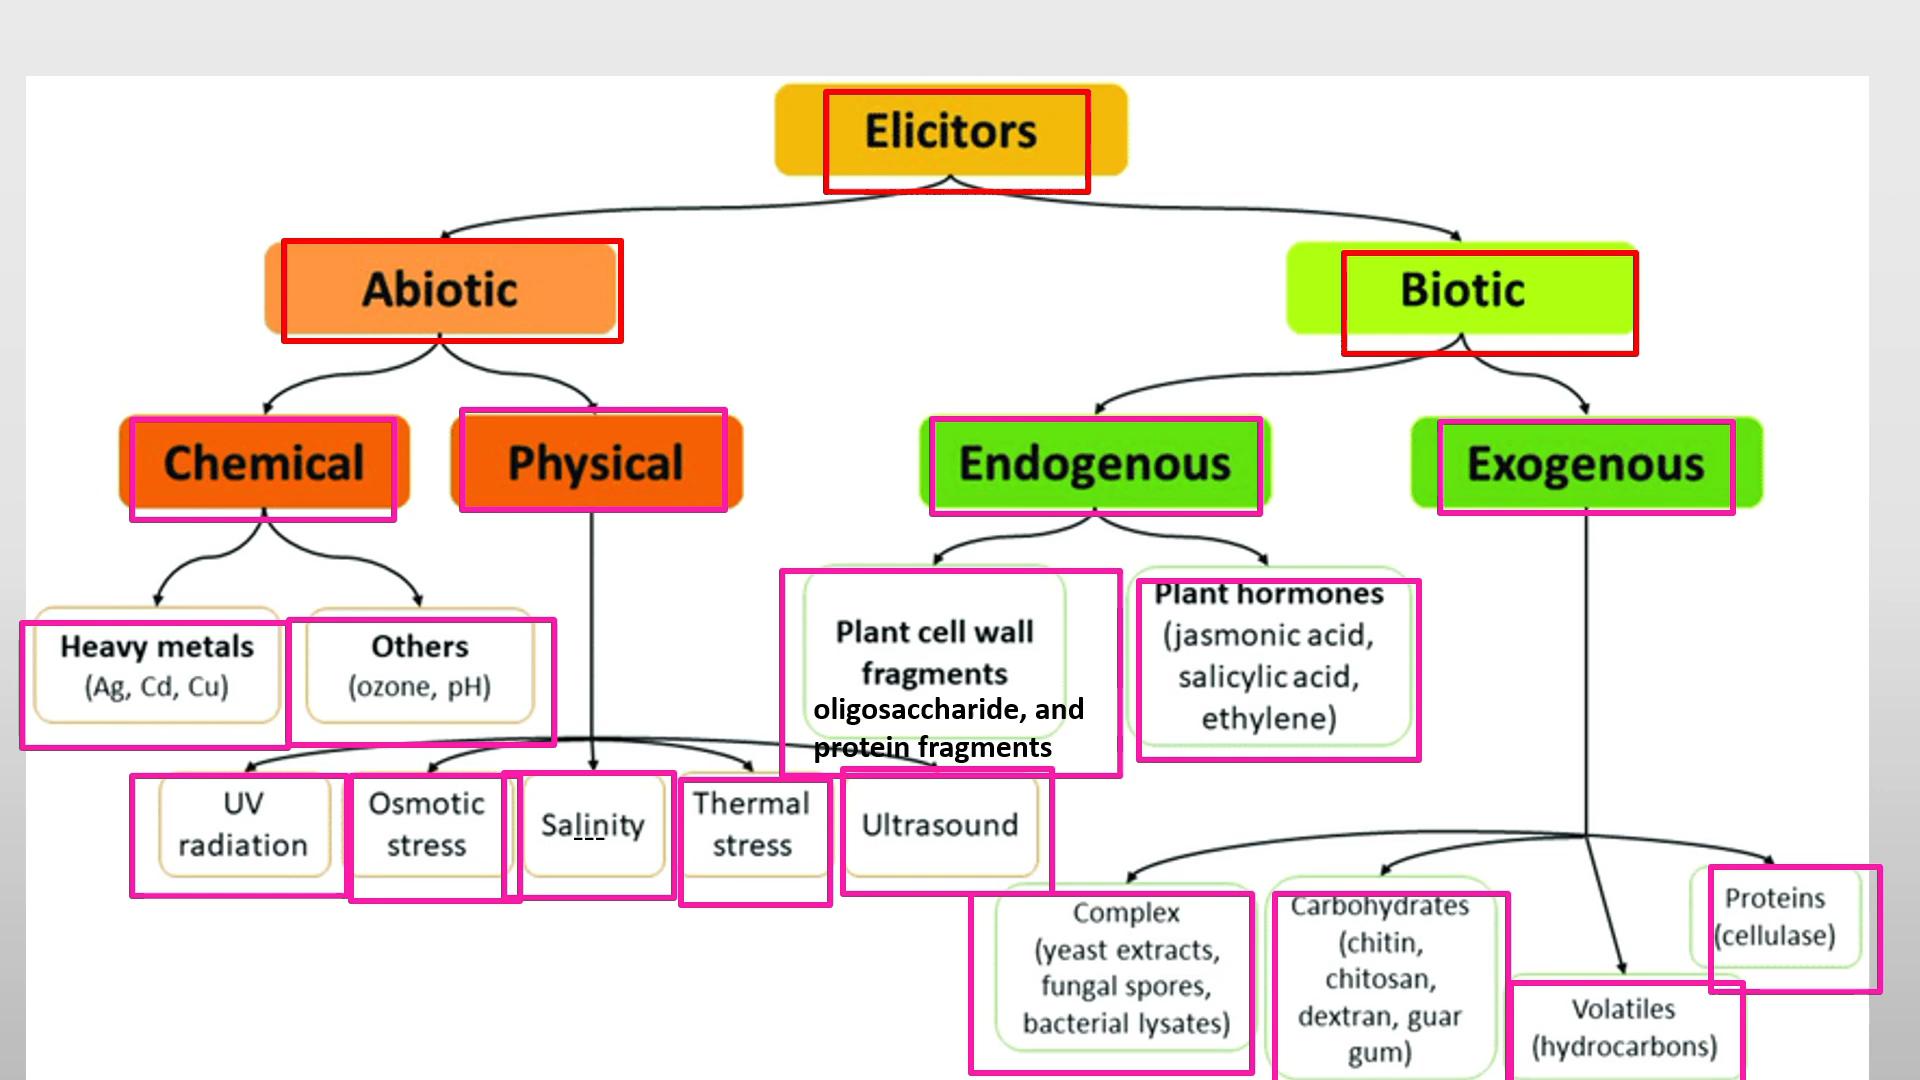 Elicitors
Abiotic
Biotic
Chemical
Physical
Endogenous
Exogenous
Heavy metals
(Ag, Cd, Cu)
Others
(ozone, pH)
Plant cell wall
fragments
oligosaccharide, and
protein fragments
Plant hormones
(jasmonic acid,
salicylic acid,
ethylene)
UV
radiation
Osmotic
stress
Salinity
Thermal
stress
Ultrasound
Complex
(yeast extracts,
fungal spores,
bacterial lysates)
Carbohydrates
(chitin,
chitosan,
dextran, guar
gum)
Volatiles
(hydrocarbons)
Proteins
(cellulase)